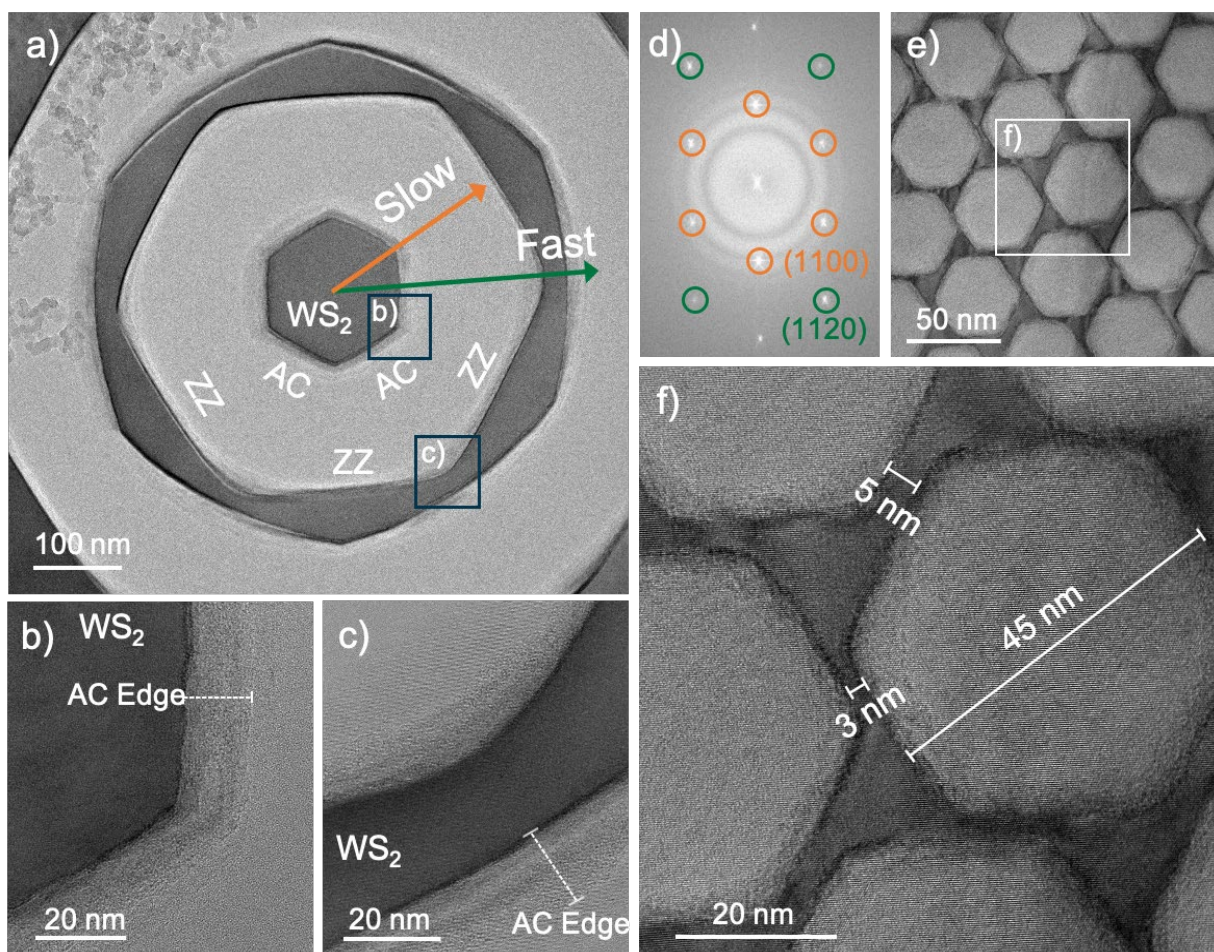 a)
Slow
Fast
WS₂
b)
AC
AC
ZZ
ZZ
ZZ
c)
100 nm
d)
(1100)
(1120)
e)
f)
50 nm
b)
WS₂
AC Edge
20 nm
c)
WS₂
AC Edge
20 nm
f)
5 nm
45 nm
3 nm
20 nm